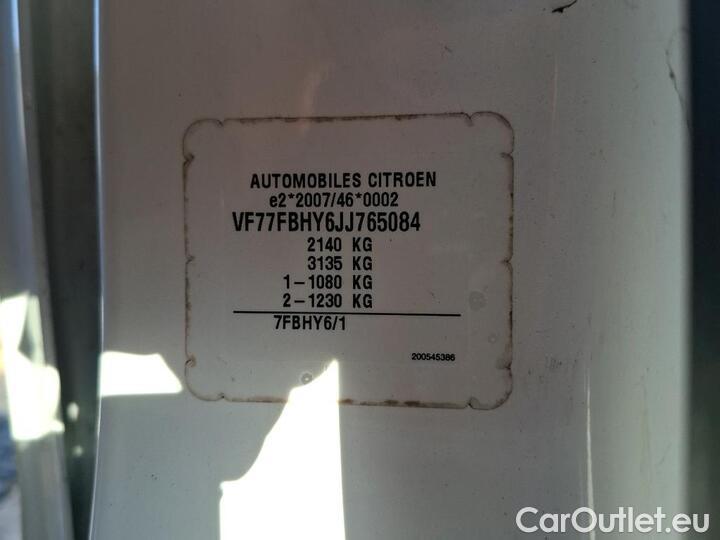 AUTOMOBILES CITROEN
e2*2007/46*0002
VF77FBHY6JJ765084
2140 KG
3135 KG
1-1080 KG
2-1230 KG
7FBHY6/1
200545386
CarOutlet.eu